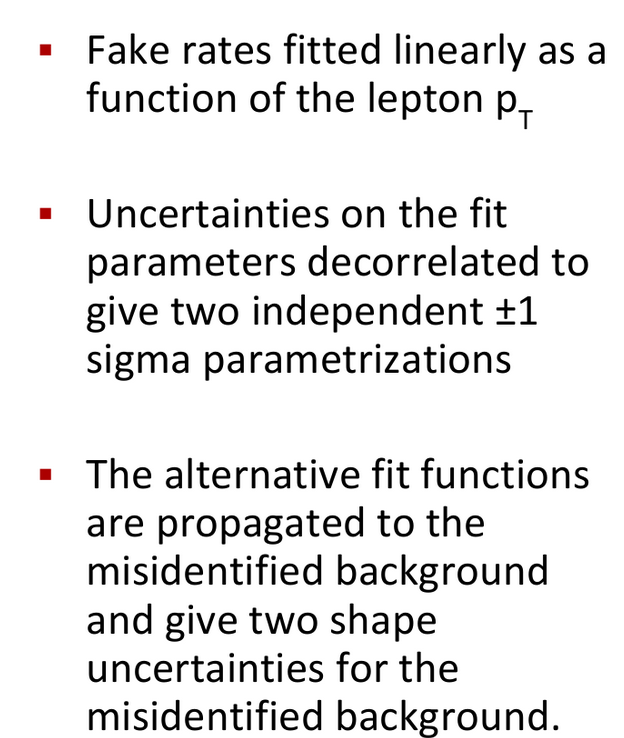 ▪ Fake rates fitted linearly as a
function of the lepton pT
▪ Uncertainties on the fit
parameters decorrelated to
give two independent ±1
sigma parametrizations
▪ The alternative fit functions
are propagated to the
misidentified background
and give two shape
uncertainties for the
misidentified background.